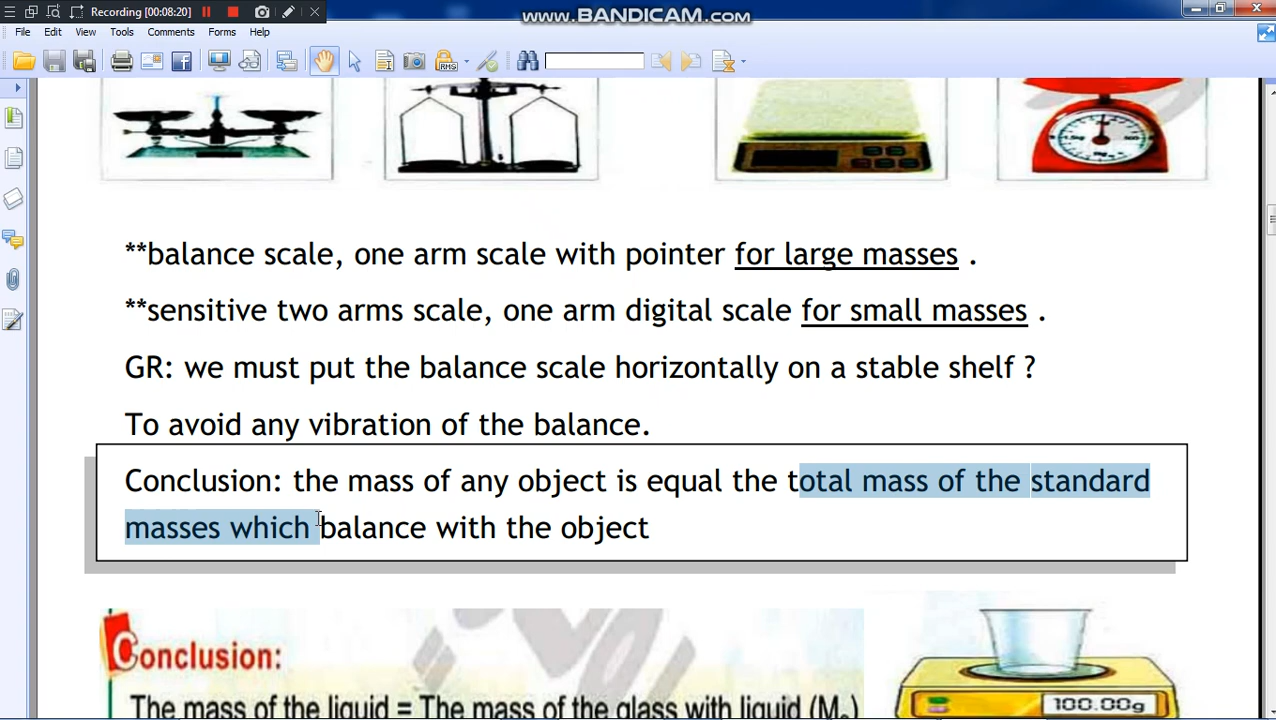 Recording [00:08:20]
www.BANDICAM.com
File Edit View Tools Comments Forms Help
**balance scale, one arm scale with pointer for large masses .
**sensitive two arms scale, one arm digital scale for small masses .
GR: we must put the balance scale horizontally on a stable shelf ?
To avoid any vibration of the balance.
Conclusion: the mass of any object is equal the total mass of the standard
masses which balance with the object
Conclusion:
The mass of the liquid = The mass of the glass with liquid
100.00g